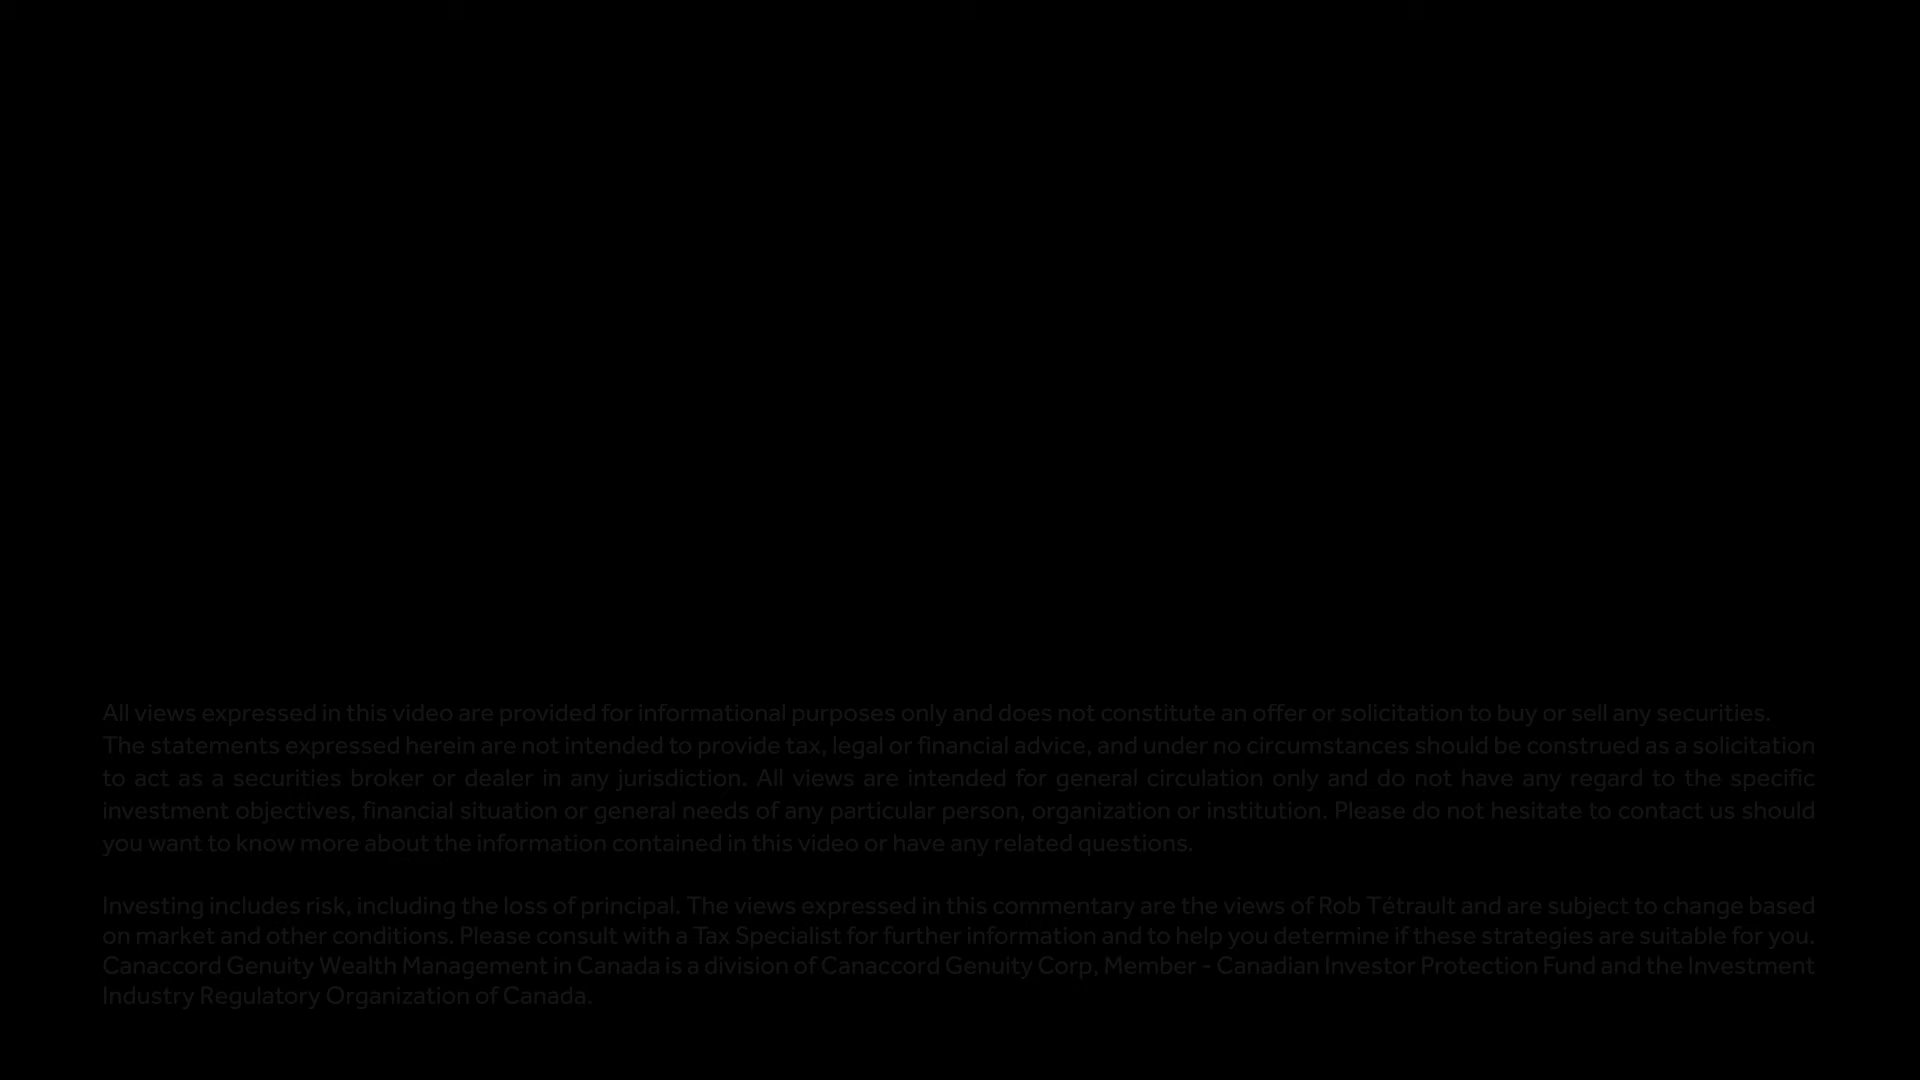 All views expressed in this video are provided for informational purposes only and does not constitute an offer or solicitation to buy or sell any securities.
The statements expressed herein are not intended to provide tax, legal or financial advice, and under no circumstances should be construed as a solicitation
to act as a securities broker or dealer in any jurisdiction. All views are intended for general circulation only and do not have any regard to the specific
investment objectives, financial situation or general needs of any particular person, organization or institution. Please do not hesitate to contact us should
you want to know more about the information contained in this video or have any related questions.
Investing includes risk, including the loss of principal. The views expressed in this commentary are the views of Rob Tétrault and are subject to change based
on market and other conditions. Please consult with a Tax Specialist for further information and to help you determine if these strategies are suitable for you.
Canaccord Genuity Wealth Management in Canada is a division of Canaccord Genuity Corp, Member - Canadian Investor Protection Fund and the Investment
Industry Regulatory Organization of Canada.